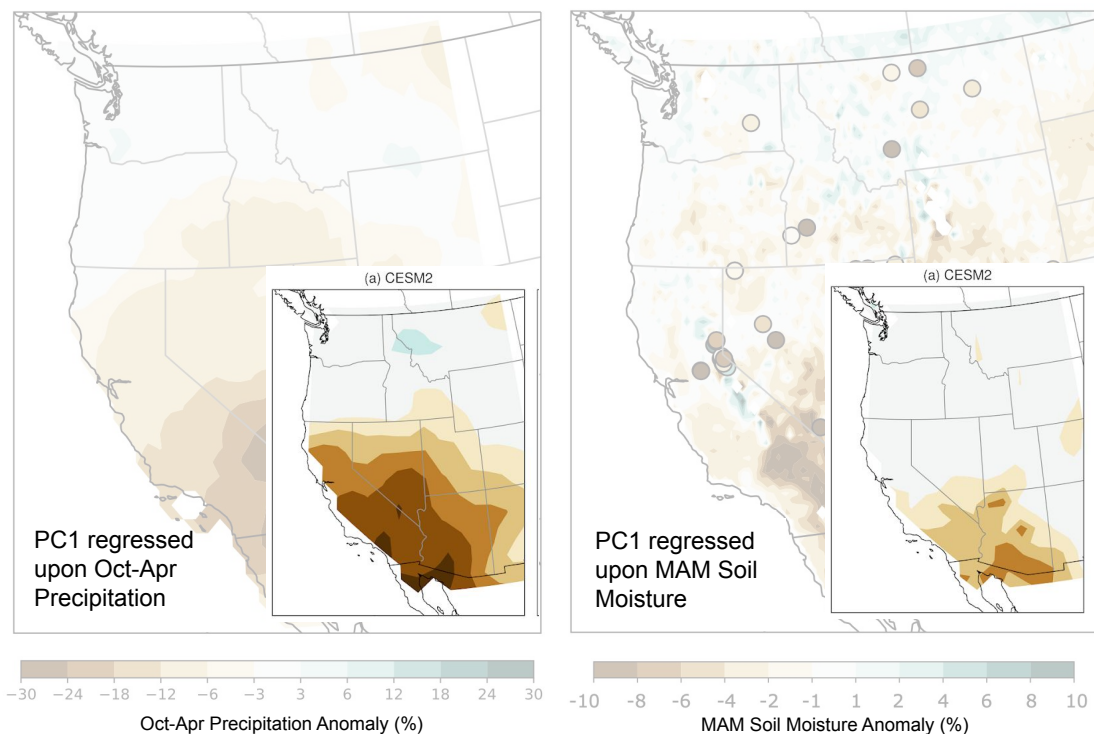 (a) CESM2
PC1 regressed
upon Oct-Apr
Precipitation
−30 −24 −18 −12 −6 −3 3 6 12 18 24 30
Oct-Apr Precipitation Anomaly (%)
(a) CESM2
PC1 regressed
upon MAM Soil
Moisture
-10 -8 -6 -4 -2 -1 1 2 4 6 8 10
MAM Soil Moisture Anomaly (%)